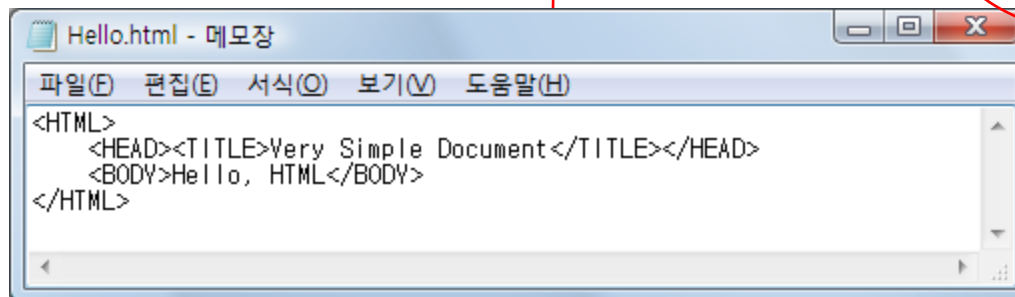 Hello.html - 메모장
파일(F) 편집(E) 서식(O) 보기(V) 도움말(H)
<HTML>
    <HEAD><TITLE>Very Simple Document</TITLE></HEAD>
    <BODY>Hello, HTML</BODY>
</HTML>